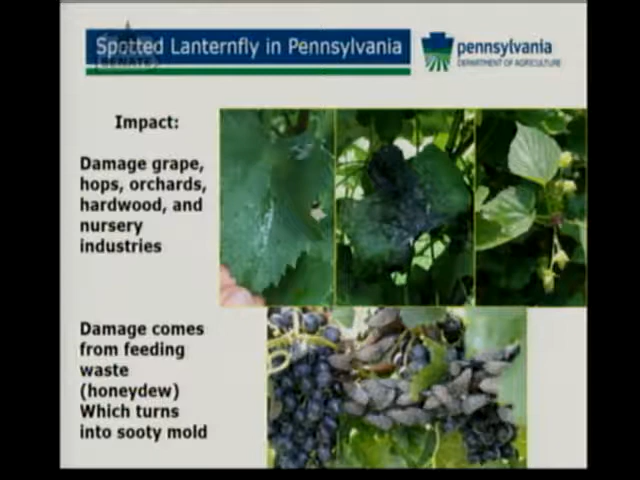 Spotted Lanternfly in Pennsylvania
SENATE
pennsylvania
DEPARTMENT OF AGRICULTURE
Impact:
Damage grape,
hops, orchards,
hardwood, and
nursery
industries
Damage comes
from feeding
waste
(honeydew)
Which turns
into sooty mold